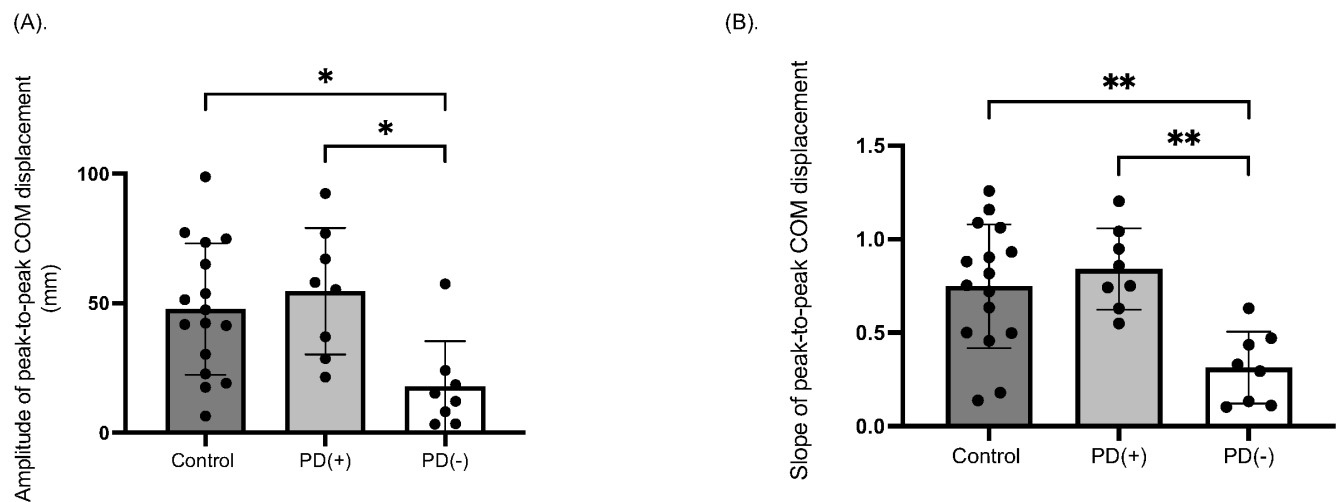 (A).
Amplitude of peak-to-peak COM displacement
(mm)
100
50
0
*
*
Control
PD(+)
PD(-)
(B).
Slope of peak-to-peak COM displacement
1.5
1.0
0.5
0.0
**
**
Control
PD(+)
PD(-)